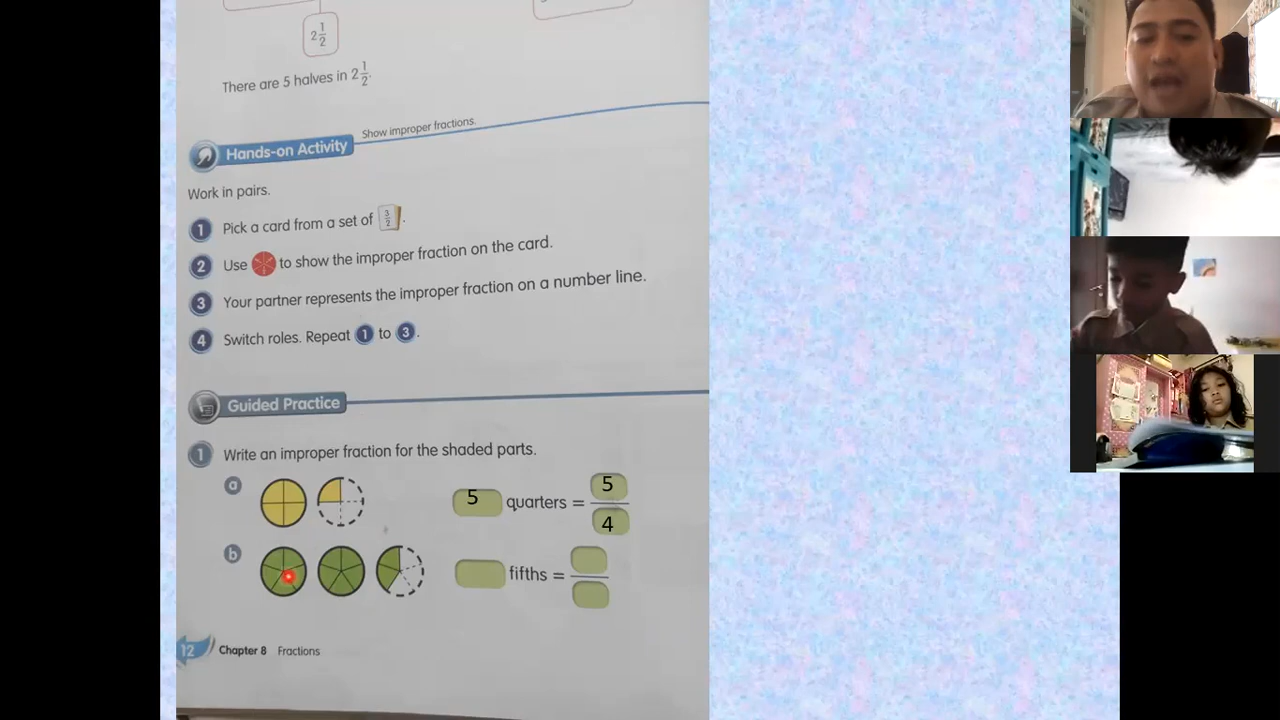 2 1/2
There are 5 halves in 2 1/2.
Hands-on Activity
Show improper fractions.
Work in pairs.
1 Pick a card from a set of 3/2.
2 Use to show the improper fraction on the card.
3 Your partner represents the improper fraction on a number line.
4 Switch roles. Repeat 1 to 3.
Guided Practice
1 Write an improper fraction for the shaded parts.
a 5 quarters = 5/4
b fifths =
12 Chapter 8 Fractions